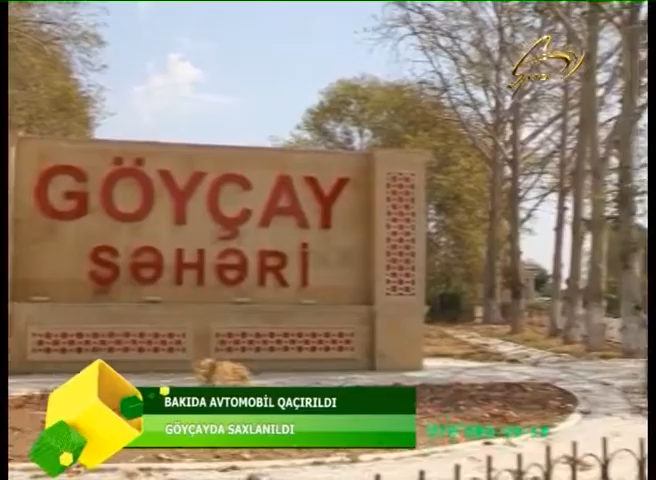 GÖYÇAY
ŞƏHƏRİ
BAKIDA AVTOMOBİL QAÇIRILDI
GÖYÇAYDA SAXLANILDI